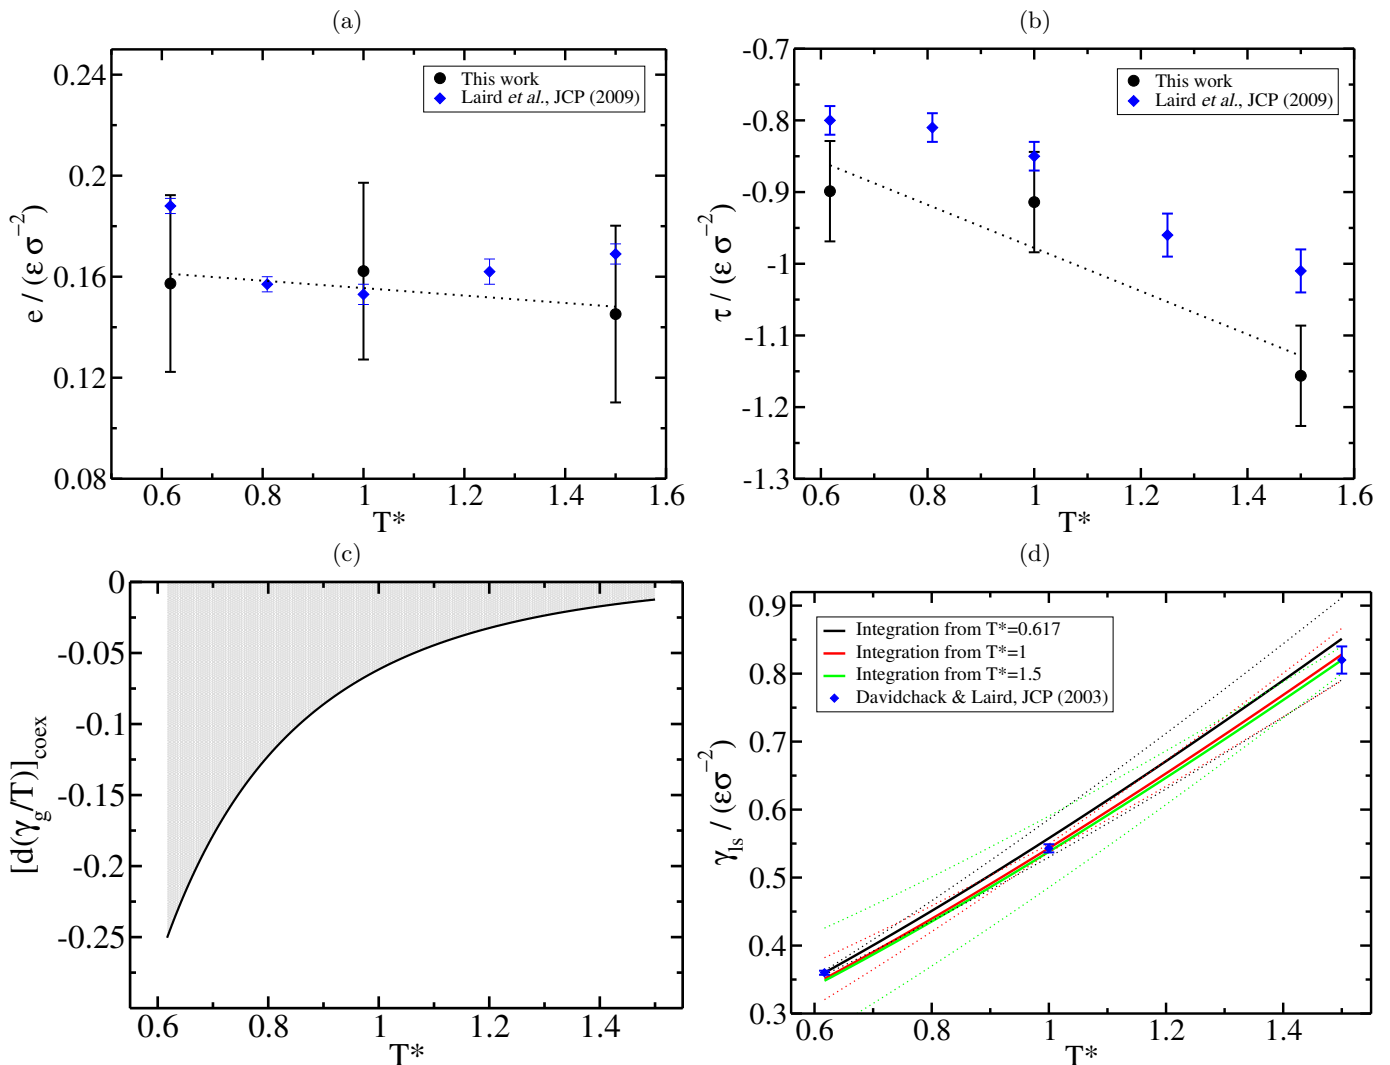 (a)
0.24
0.2
0.16
0.12
0.08
e / (ε σ⁻²)
This work
Laird et al., JCP (2009)
0.6 0.8 1 1.2 1.4 1.6
T*
(b)
-0.7
-0.8
-0.9
-1
-1.1
-1.2
-1.3
τ / (ε σ⁻²)
This work
Laird et al., JCP (2009)
0.6 0.8 1 1.2 1.4 1.6
T*
(c)
0
-0.05
-0.1
-0.15
-0.2
-0.25
[d(γ_g/T)]_coex
0.6 0.8 1 1.2 1.4
T*
(d)
0.9
0.8
0.7
0.6
0.5
0.4
0.3
γ_ls / (εσ⁻²)
Integration from T*=0.617
Integration from T*=1
Integration from T*=1.5
Davidchack & Laird, JCP (2003)
0.6 0.8 1 1.2 1.4
T*